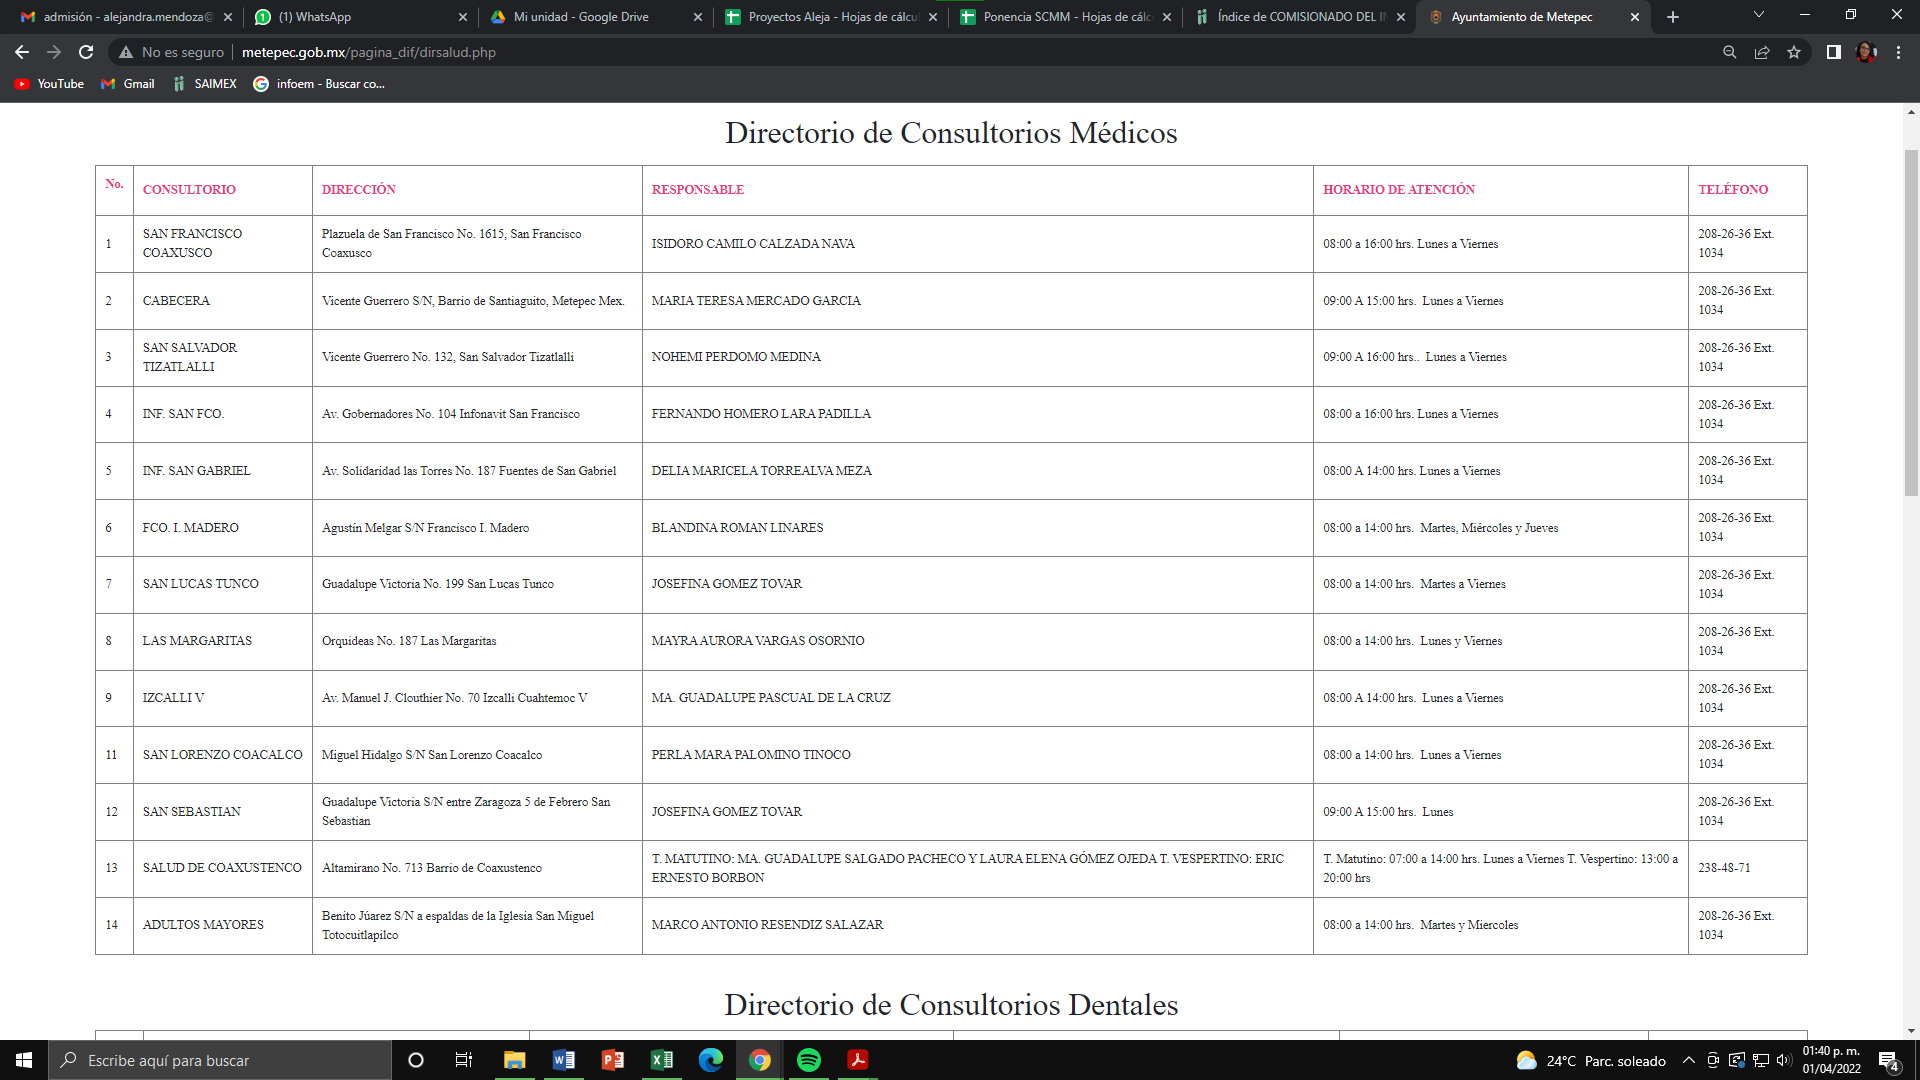 admisión - alejandra.mendoza@
(1) WhatsApp
Mi unidad - Google Drive
Proyectos Aleja - Hojas de cálcu
Ponencia SCMM - Hojas de cálc
Índice de COMISIONADO DEL IN
Ayuntamiento de Metepec
No es seguro
metepec.gob.mx/pagina_dif/dirsalud.php
YouTube
Gmail
SAIMEX
infoem - Buscar co...
Directorio de Consultorios Médicos
No. CONSULTORIO DIRECCIÓN RESPONSABLE HORARIO DE ATENCIÓN TELÉFONO
1 SAN FRANCISCO COAXUSCO Plazuela de San Francisco No. 1615, San Francisco Coaxusco ISIDORO CAMILO CALZADA NAVA 08:00 a 16:00 hrs. Lunes a Viernes 208-26-36 Ext. 1034
2 CABECERA Vicente Guerrero S/N, Barrio de Santiaguito, Metepec Mex. MARIA TERESA MERCADO GARCIA 09:00 A 15:00 hrs. Lunes a Viernes 208-26-36 Ext. 1034
3 SAN SALVADOR TIZATLALLI Vicente Guerrero No. 132, San Salvador Tizatlalli NOHEMI PERDOMO MEDINA 09:00 A 16:00 hrs.. Lunes a Viernes 208-26-36 Ext. 1034
4 INF. SAN FCO. Av. Gobernadores No. 104 Infonavit San Francisco FERNANDO HOMERO LARA PADILLA 08:00 a 16:00 hrs. Lunes a Viernes 208-26-36 Ext. 1034
5 INF. SAN GABRIEL Av. Solidaridad las Torres No. 187 Fuentes de San Gabriel DELIA MARICELA TORREALVA MEZA 08:00 A 14:00 hrs. Lunes a Viernes 208-26-36 Ext. 1034
6 FCO. I. MADERO Agustín Melgar S/N Francisco I. Madero BLANDINA ROMAN LINARES 08:00 a 14:00 hrs. Martes, Miércoles y Jueves 208-26-36 Ext. 1034
7 SAN LUCAS TUNCO Guadalupe Victoria No. 199 San Lucas Tunco JOSEFINA GOMEZ TOVAR 08:00 a 14:00 hrs. Martes a Viernes 208-26-36 Ext. 1034
8 LAS MARGARITAS Orquídeas No. 187 Las Margaritas MAYRA AURORA VARGAS OSORNIO 08:00 a 14:00 hrs. Lunes y Viernes 208-26-36 Ext. 1034
9 IZCALLI V Av. Manuel J. Clouthier No. 70 Izcalli Cuahtemoc V MA. GUADALUPE PASCUAL DE LA CRUZ 08:00 A 14:00 hrs. Lunes a Viernes 208-26-36 Ext. 1034
11 SAN LORENZO COACALCO Miguel Hidalgo S/N San Lorenzo Coacalco PERLA MARA PALOMINO TINOCO 08:00 a 14:00 hrs. Lunes a Viernes 208-26-36 Ext. 1034
12 SAN SEBASTIAN Guadalupe Victoria S/N entre Zaragoza 5 de Febrero San Sebastian JOSEFINA GOMEZ TOVAR 09:00 A 15:00 hrs. Lunes 208-26-36 Ext. 1034
13 SALUD DE COAXUSTENCO Altamirano No. 713 Barrio de Coaxustenco T. MATUTINO: MA. GUADALUPE SALGADO PACHECO Y LAURA ELENA GÓMEZ OJEDA T. VESPERTINO: ERIC ERNESTO BORBON T. Matutino: 07:00 a 14:00 hrs. Lunes a Viernes T. Vespertino: 13:00 a 20:00 hrs 238-48-71
14 ADULTOS MAYORES Benito Júarez S/N a espaldas de la Iglesia San Miguel Totocuitlapilco MARCO ANTONIO RESENDIZ SALAZAR 08:00 a 14:00 hrs. Martes y Miercoles 208-26-36 Ext. 1034
Directorio de Consultorios Dentales
Escribe aquí para buscar
24°C Parc. soleado
01:40 p. m.
01/04/2022
4